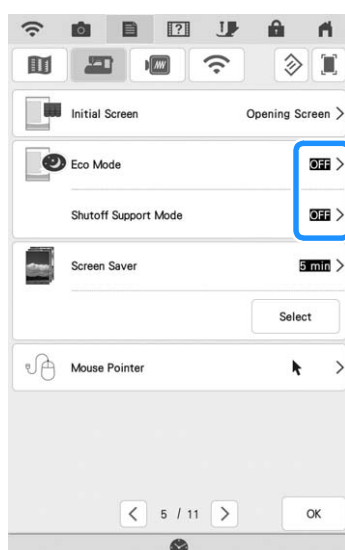 Initial Screen Opening Screen >
Eco Mode OFF >
Shutoff Support Mode OFF >
Screen Saver 5 min >
Select
Mouse Pointer >
< 5 / 11 > OK